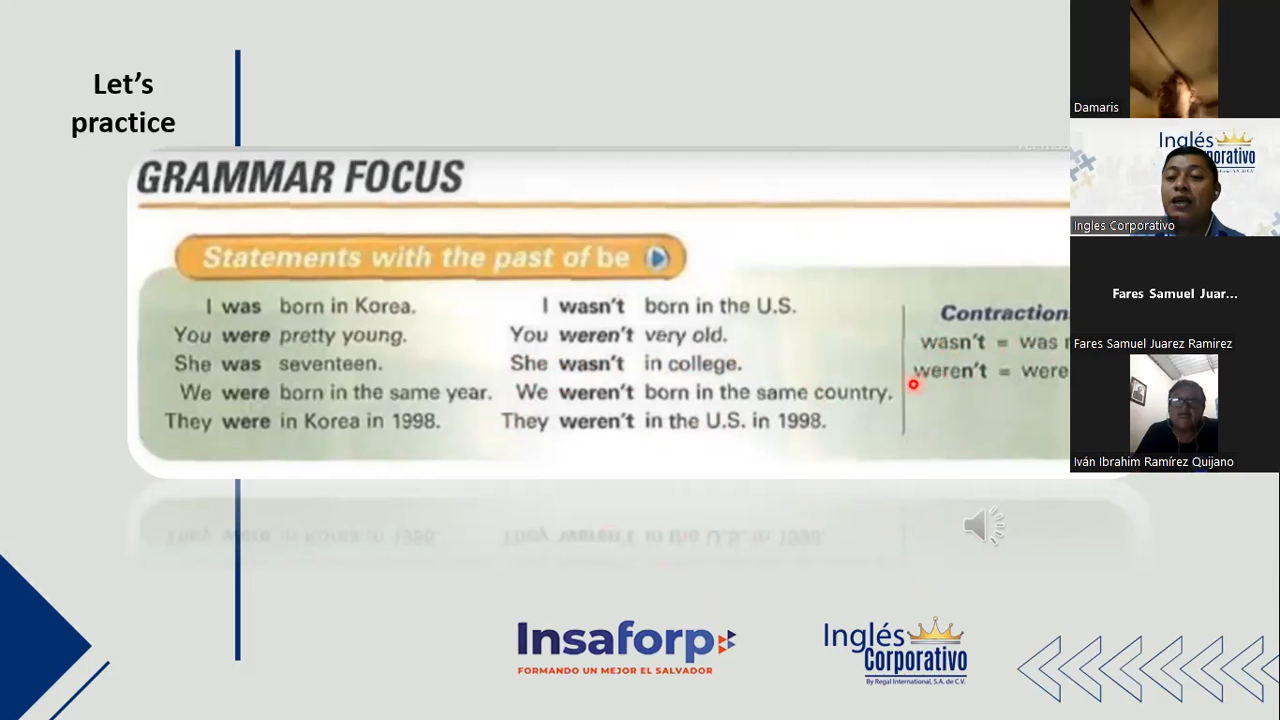 Let's
practice
GRAMMAR FOCUS
Statements with the past of be
I was born in Korea.
You were pretty young.
She was seventeen.
We were born in the same year.
They were in Korea in 1998.
I wasn't born in the U.S.
You weren't very old.
She wasn't in college.
We weren't born in the same country.
They weren't in the U.S. in 1998.
Contraction
wasn't = was
weren't = were
Insaforp
FORMANDO UN MEJOR EL SALVADOR
Inglés
Corporativo
By Regal International, S.A. de C.V.
Damaris
Inglés
Corporativo
Ingles Corporativo
Fares Samuel Juar...
Fares Samuel Juarez Ramirez
Iván Ibrahim Ramírez Quijano